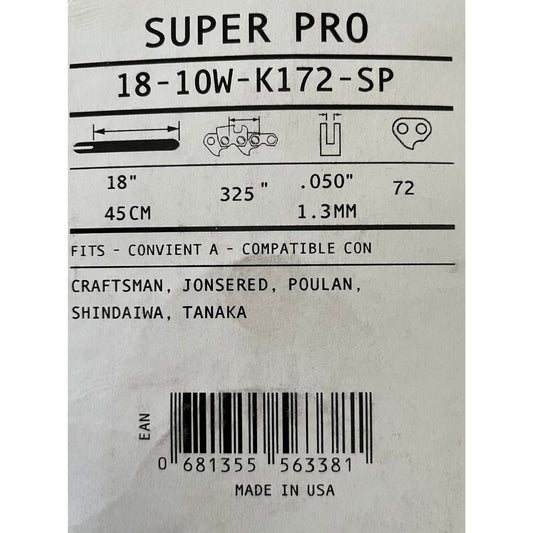 SUPER PRO
18-10W-K172-SP
18" 325" .050" 72
45CM 1.3MM
FITS - CONVIENT A - COMPATIBLE CON
CRAFTSMAN, JONSERED, POULAN,
SHINDAIWA, TANAKA
EAN
0 681355 563381
MADE IN USA